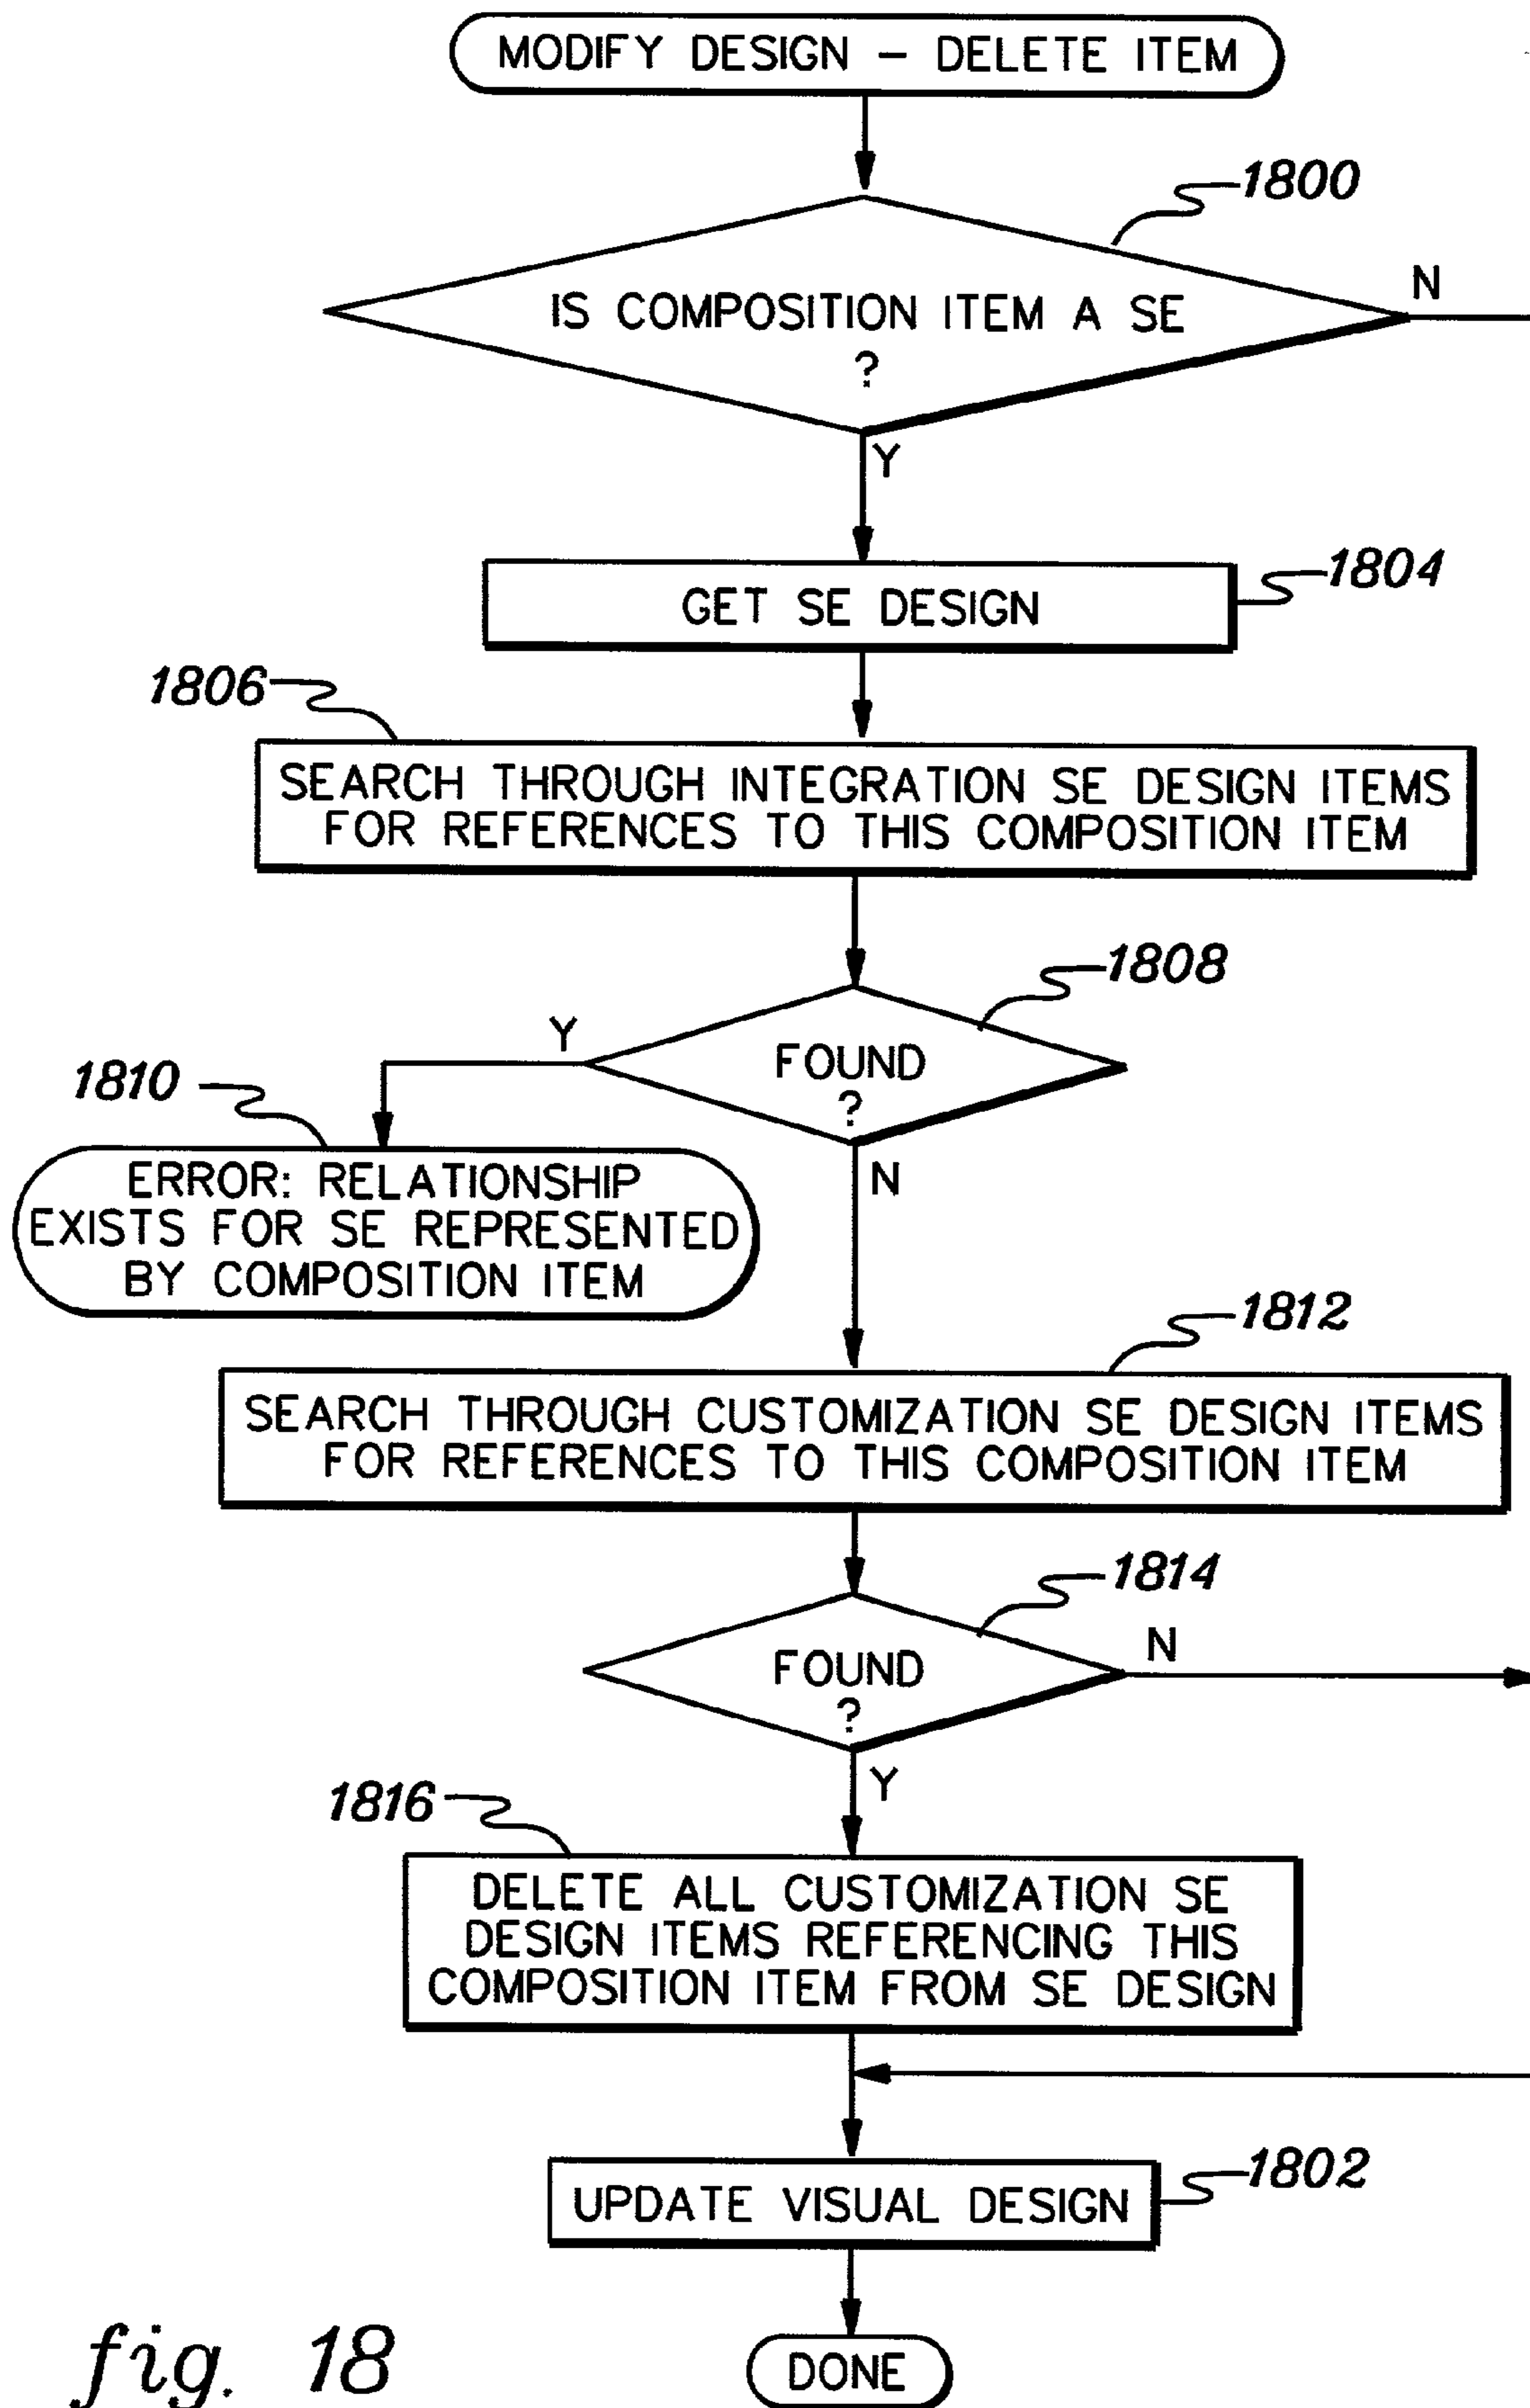 MODIFY DESIGN - DELETE ITEM
1800
IS COMPOSITION ITEM A SE
?
N
Y
GET SE DESIGN
1804
1806
SEARCH THROUGH INTEGRATION SE DESIGN ITEMS
FOR REFERENCES TO THIS COMPOSITION ITEM
1808
FOUND
?
Y
N
1810
ERROR: RELATIONSHIP
EXISTS FOR SE REPRESENTED
BY COMPOSITION ITEM
1812
SEARCH THROUGH CUSTOMIZATION SE DESIGN ITEMS
FOR REFERENCES TO THIS COMPOSITION ITEM
1814
FOUND
?
N
Y
1816
DELETE ALL CUSTOMIZATION SE
DESIGN ITEMS REFERENCING THIS
COMPOSITION ITEM FROM SE DESIGN
1802
UPDATE VISUAL DESIGN
DONE
fig. 18